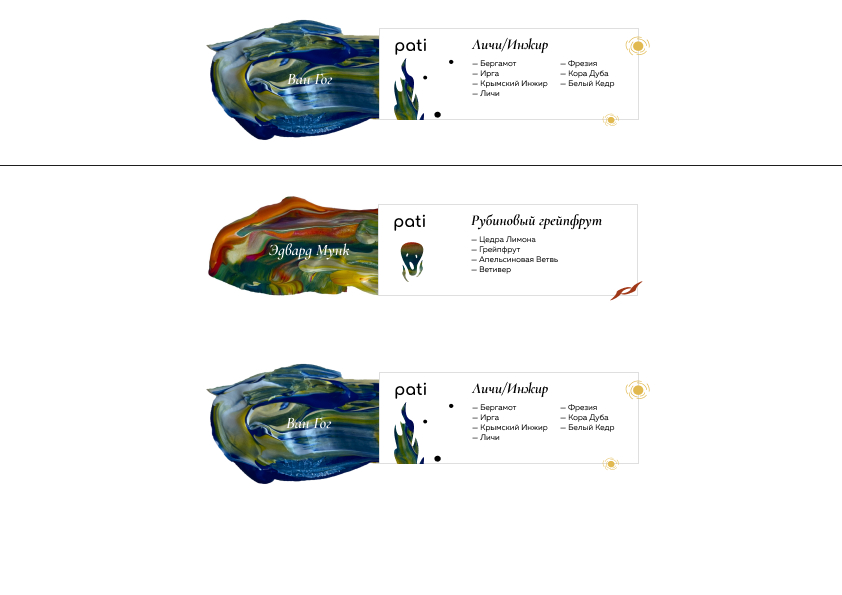 Ван Гог
pati
Личи/Инжир
— Бергамот
— Ирга
— Крымский Инжир
— Личи
— Фрезия
— Кора Дуба
— Белый Кедр
Эдвард Мунк
pati
Рубиновый грейпфрут
— Цедра Лимона
— Грейпфрут
— Апельсиновая Ветвь
— Ветивер
Ван Гог
pati
Личи/Инжир
— Бергамот
— Ирга
— Крымский Инжир
— Личи
— Фрезия
— Кора Дуба
— Белый Кедр